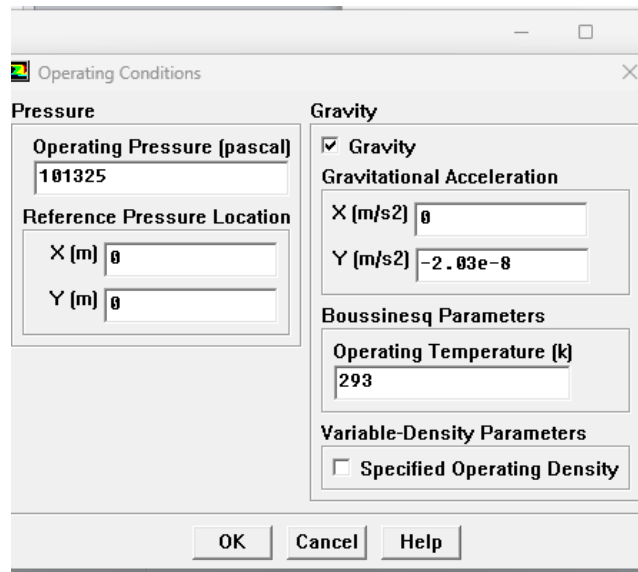 Operating Conditions
Pressure
Operating Pressure (pascal)
101325
Reference Pressure Location
X (m) 0
Y (m) 0
Gravity
Gravity
Gravitational Acceleration
X (m/s2) 0
Y (m/s2) -2.03e-8
Boussinesq Parameters
Operating Temperature (k)
293
Variable-Density Parameters
Specified Operating Density
OK Cancel Help